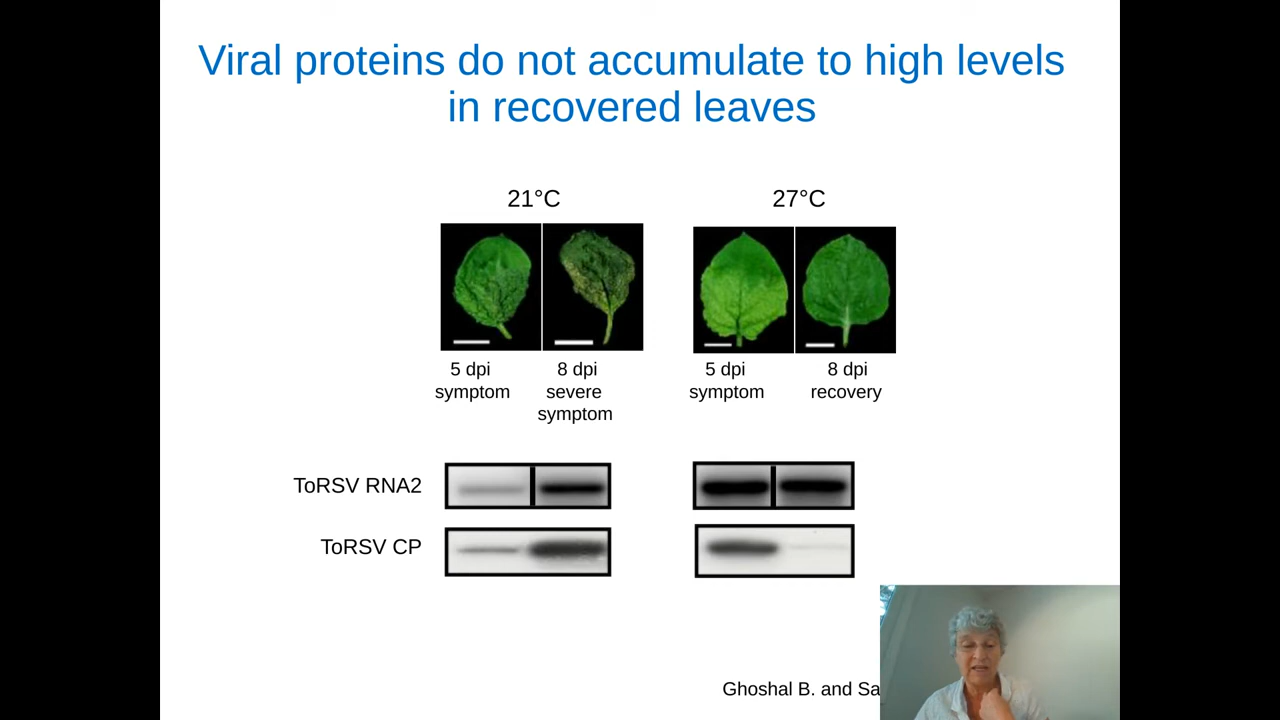 Viral proteins do not accumulate to high levels
in recovered leaves
21°C
27°C
5 dpi
symptom
8 dpi
severe
symptom
5 dpi
symptom
8 dpi
recovery
ToRSV RNA2
ToRSV CP
Ghoshal B. and Sa